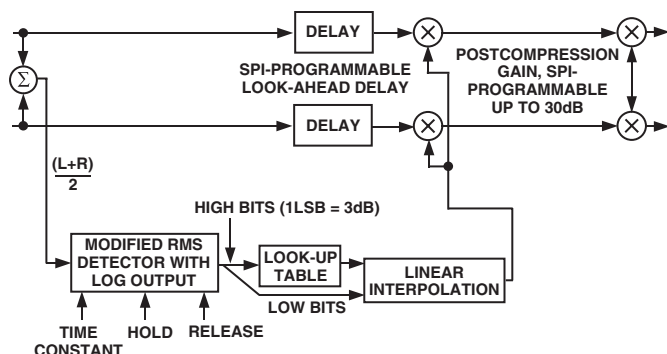 DELAY
SPI-PROGRAMMABLE
LOOK-AHEAD DELAY
POSTCOMPRESSION
GAIN, SPI-
PROGRAMMABLE
UP TO 30dB
Σ
DELAY
(L+R)
2
HIGH BITS (1LSB = 3dB)
MODIFIED RMS
DETECTOR WITH
LOG OUTPUT
LOOK-UP
TABLE
LINEAR
INTERPOLATION
LOW BITS
TIME
CONSTANT
HOLD
RELEASE